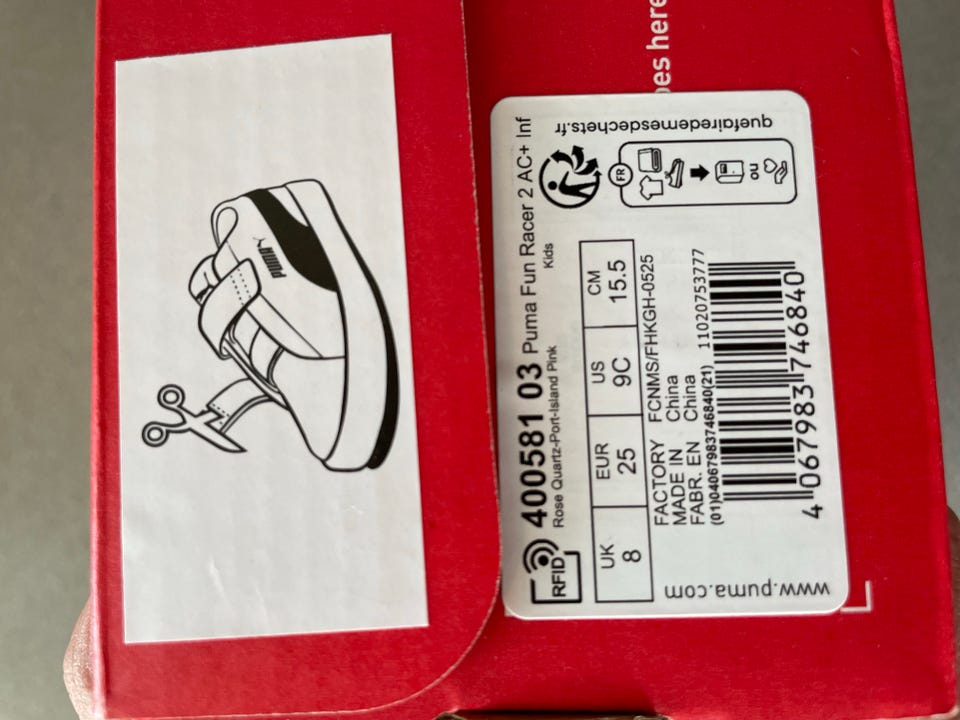 PUMA
RFID
400581 03 Puma Fun Racer 2 AC+ Inf
Rose Quartz-Port-Island Pink Kids
UK EUR US CM
8 25 9C 15.5
FACTORY FCNMS/FHKGH-0525
MADE IN China
FABR. EN China
(01)04067983746840(21) 11020753777
4 067983 746840
www.puma.com
FR
no
quefairedemesdechets.fr
es here